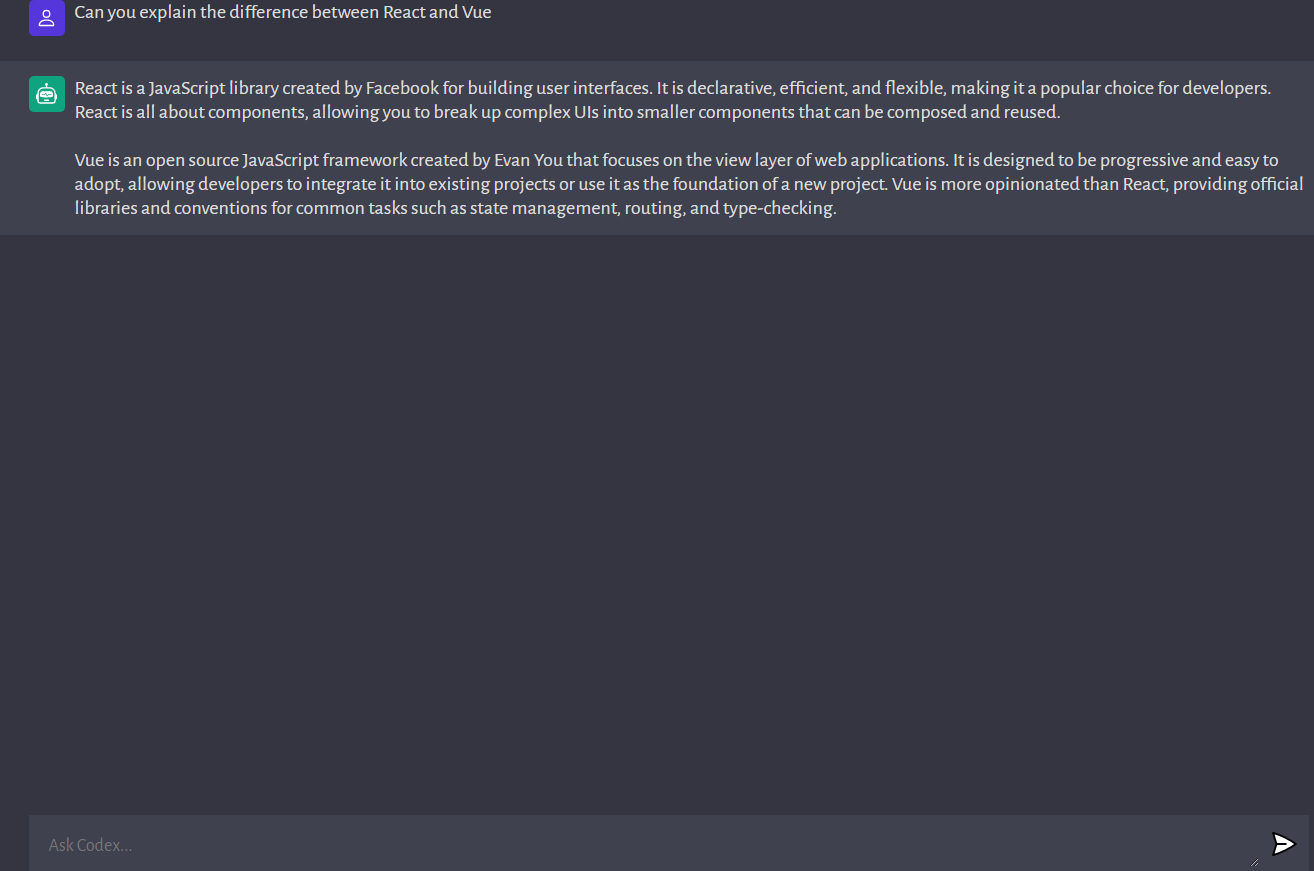 Can you explain the difference between React and Vue
React is a JavaScript library created by Facebook for building user interfaces. It is declarative, efficient, and flexible, making it a popular choice for developers.
React is all about components, allowing you to break up complex UIs into smaller components that can be composed and reused.
Vue is an open source JavaScript framework created by Evan You that focuses on the view layer of web applications. It is designed to be progressive and easy to
adopt, allowing developers to integrate it into existing projects or use it as the foundation of a new project. Vue is more opinionated than React, providing official
libraries and conventions for common tasks such as state management, routing, and type-checking.
Ask Codex...